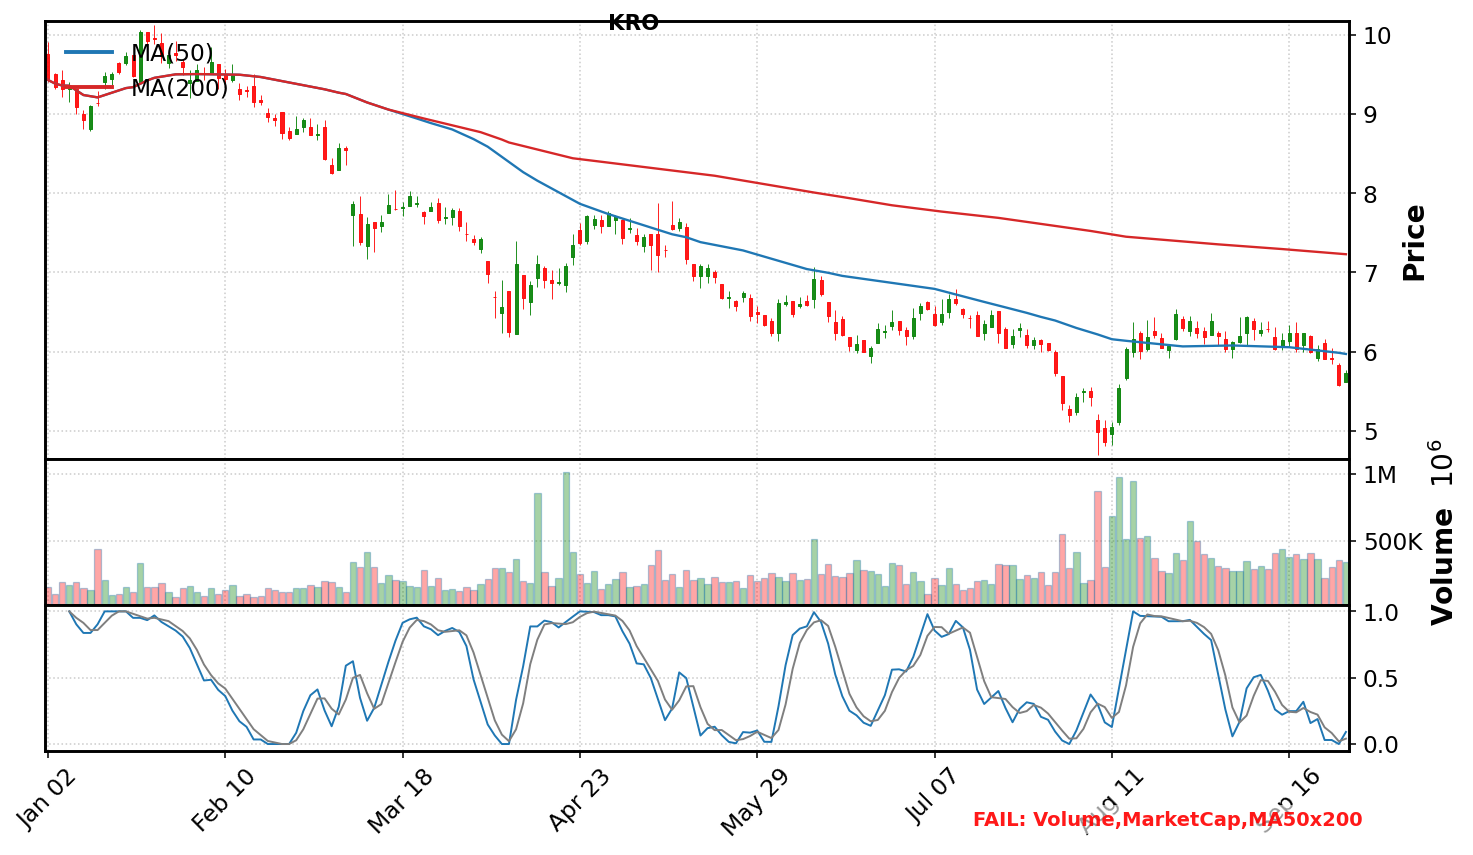 KRO
MA(50)
MA(200)
10
9
8
7
6
5
Price
1M
500K
Volume 10^6
1.0
0.5
0.0
Jan 02
Feb 10
Mar 18
Apr 23
May 29
Jul 07
Aug 11
Sep 16
FAIL: Volume,MarketCap,MA50x200